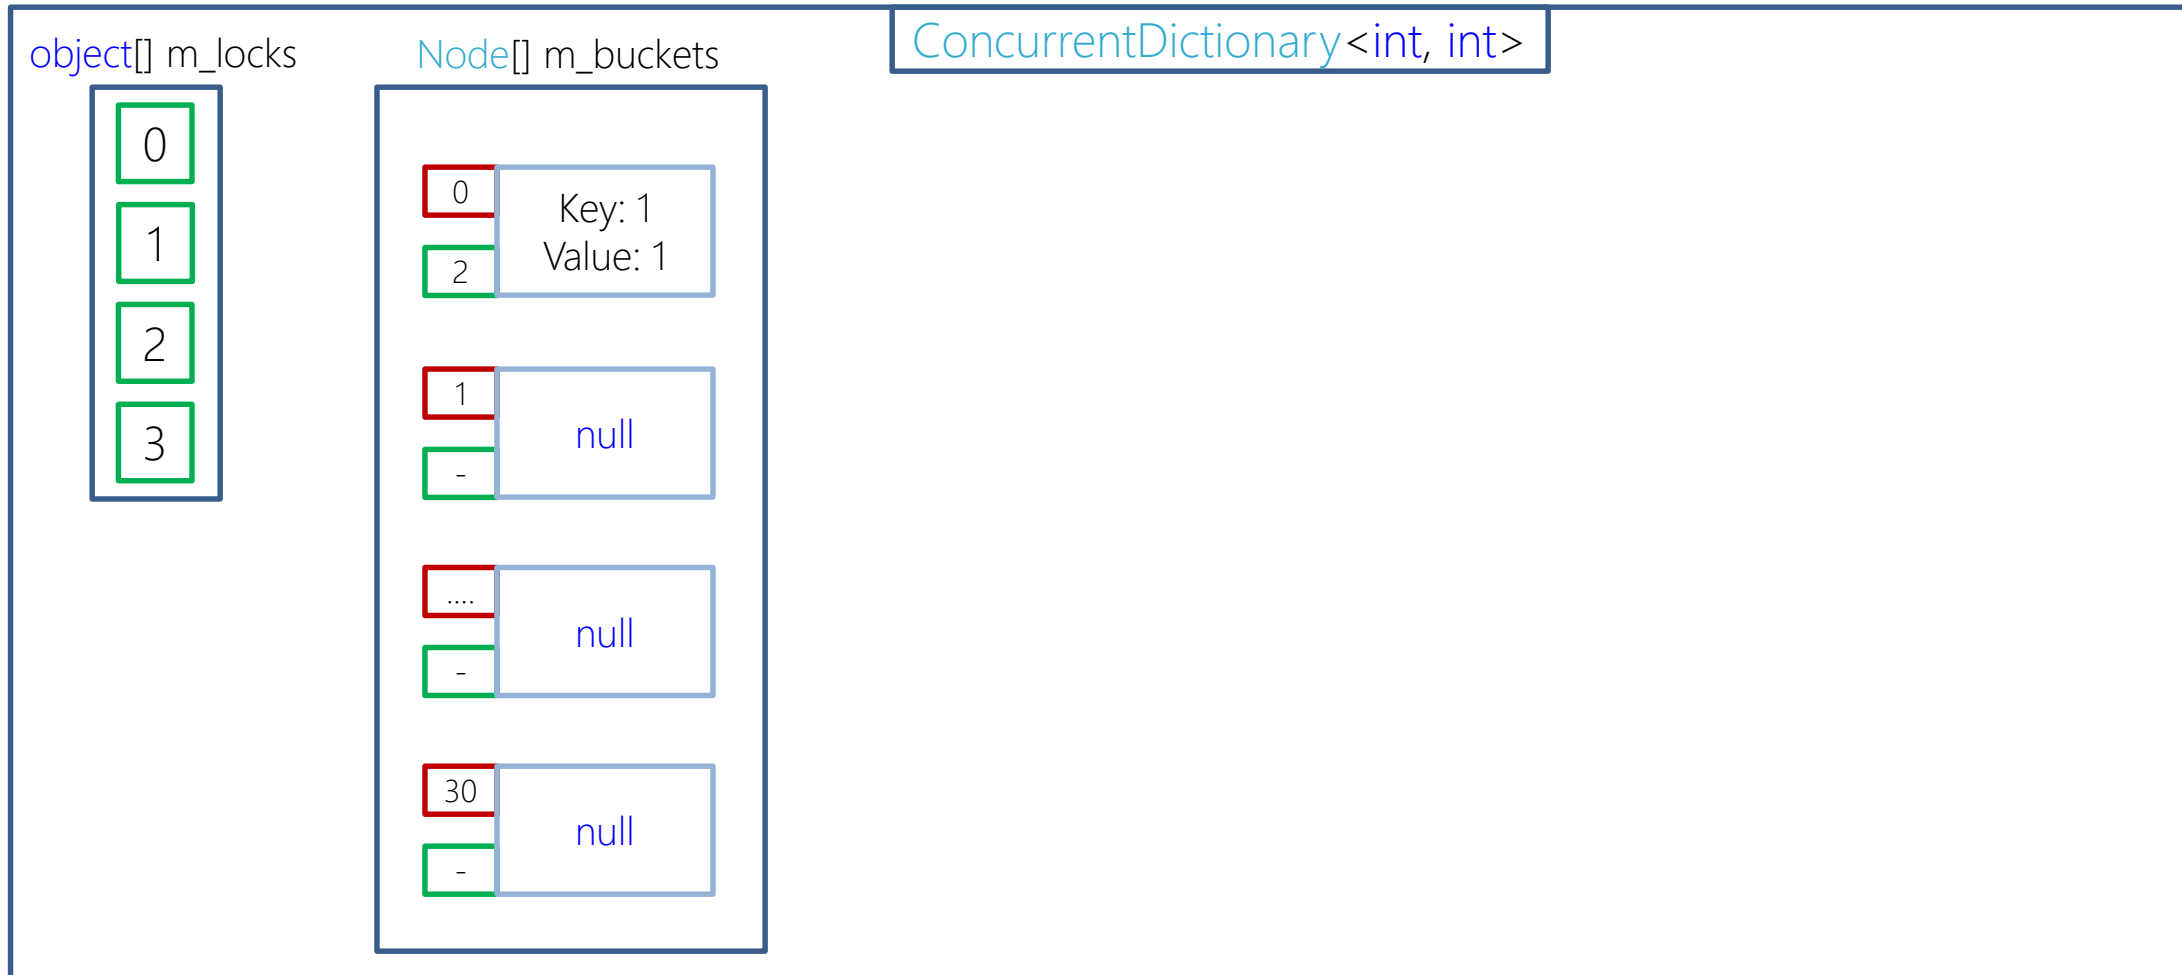 ConcurrentDictionary<int, int>
object[] m_locks
0
1
2
3
Node[] m_buckets
0
2
Key: 1
Value: 1
1
-
null
....
-
null
30
-
null